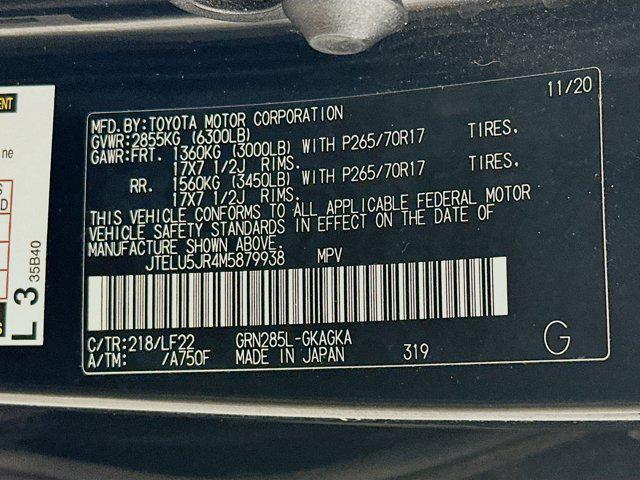 11/20
MFD.BY:TOYOTA MOTOR CORPORATION
GVWR:2855KG (6300LB)
GAWR:FRT. 1360KG (3000LB) WITH P265/70R17 TIRES.
17X7 1/2J RIMS.
RR. 1560KG (3450LB) WITH P265/70R17 TIRES.
17X7 1/2J RIMS.
THIS VEHICLE CONFORMS TO ALL APPLICABLE FEDERAL MOTOR
VEHICLE SAFETY STANDARDS IN EFFECT ON THE DATE OF
MANUFACTURE SHOWN ABOVE.
JTELU5JR4M5879938 MPV
C/TR:218/LF22 GRN285L-GKAGKA
A/TM: /A750F MADE IN JAPAN 319 G
ENT
ne
S
D
L 3 35B40
S